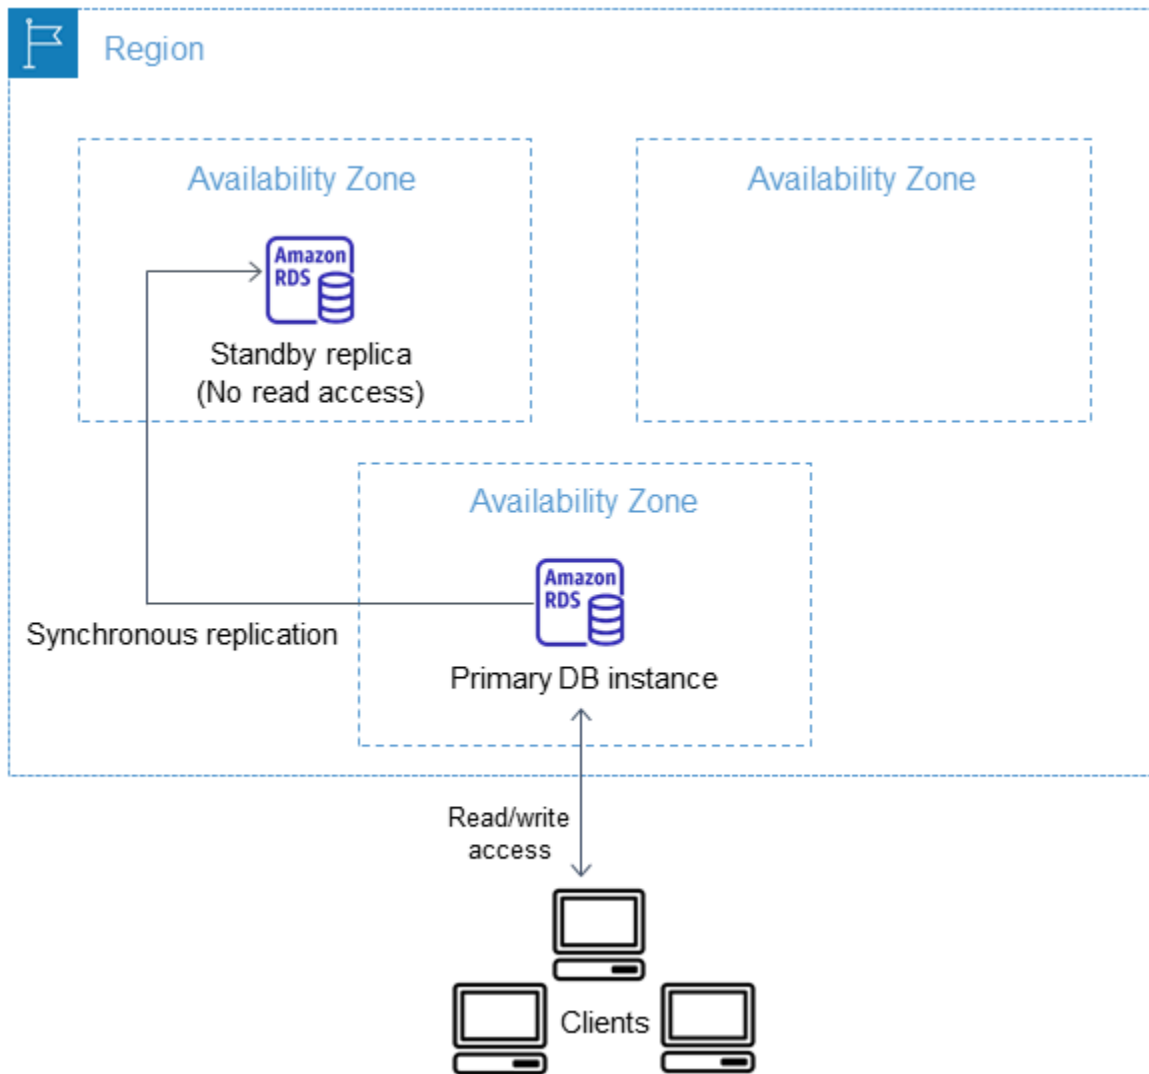 Region
Availability Zone
Availability Zone
Amazon
RDS
Standby replica
(No read access)
Availability Zone
Amazon
RDS
Synchronous replication
Primary DB instance
Read/write
access
Clients